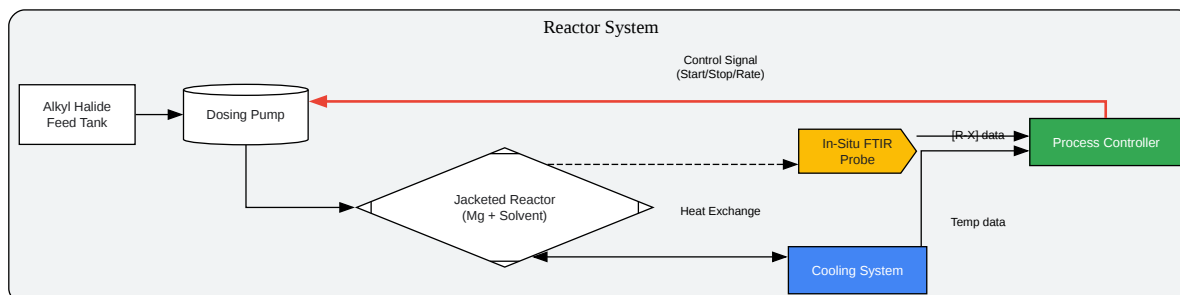 Reactor System
Control Signal
(Start/Stop/Rate)
Alkyl Halide
Feed Tank
Dosing Pump
In-Situ FTIR
Probe
[R-X] data
Process Controller
Jacketed Reactor
(Mg + Solvent)
Heat Exchange
Temp data
Cooling System